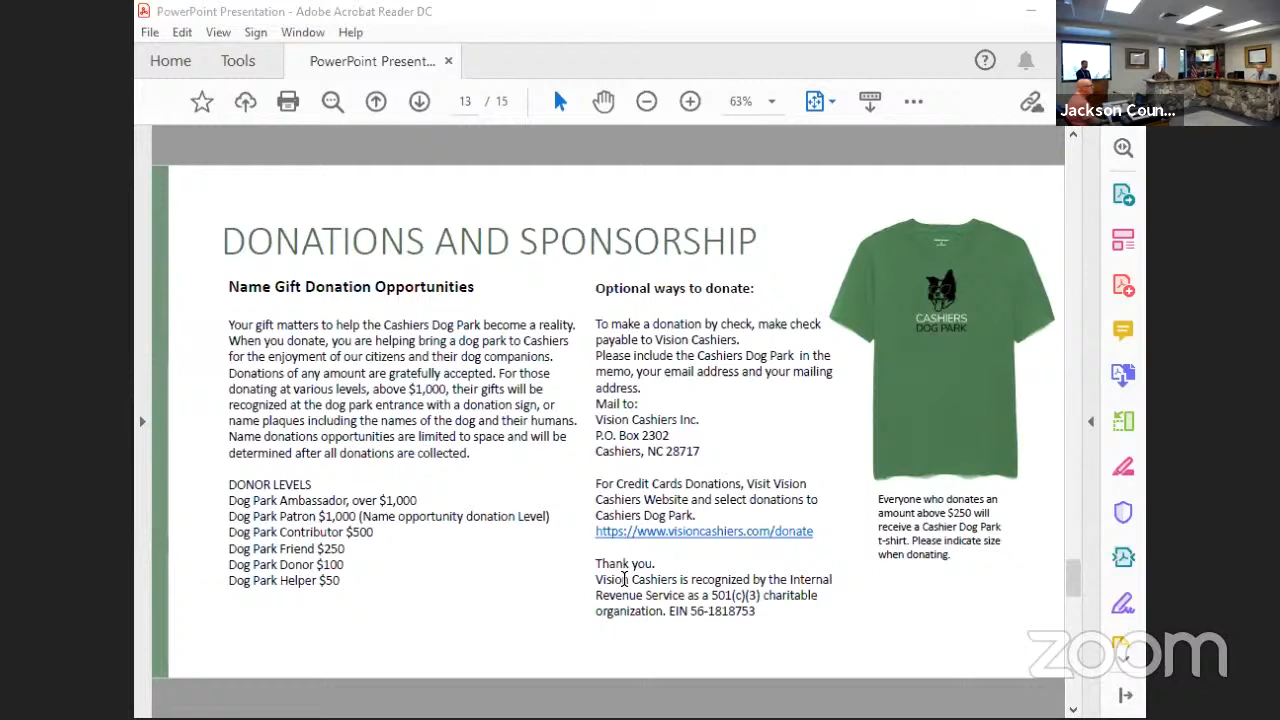 PowerPoint Presentation - Adobe Acrobat Reader DC
File Edit View Sign Window Help
Home Tools PowerPoint Present... ×
13 / 15 63%
Jackson Coun...
DONATIONS AND SPONSORSHIP
Name Gift Donation Opportunities
Your gift matters to help the Cashiers Dog Park become a reality.
When you donate, you are helping bring a dog park to Cashiers
for the enjoyment of our citizens and their dog companions.
Donations of any amount are gratefully accepted. For those
donating at various levels, above $1,000, their gifts will be
recognized at the dog park entrance with a donation sign, or
name plaques including the names of the dog and their humans.
Name donations opportunities are limited to space and will be
determined after all donations are collected.
DONOR LEVELS
Dog Park Ambassador, over $1,000
Dog Park Patron $1,000 (Name opportunity donation Level)
Dog Park Contributor $500
Dog Park Friend $250
Dog Park Donor $100
Dog Park Helper $50
Optional ways to donate:
To make a donation by check, make check
payable to Vision Cashiers.
Please include the Cashiers Dog Park in the
memo, your email address and your mailing
address.
Mail to:
Vision Cashiers Inc.
P.O. Box 2302
Cashiers, NC 28717
For Credit Cards Donations, Visit Vision
Cashiers Website and select donations to
Cashiers Dog Park.
https://www.visioncashiers.com/donate
Thank you.
Vision Cashiers is recognized by the Internal
Revenue Service as a 501(c)(3) charitable
organization. EIN 56-1818753
CASHIERS
DOG PARK
Everyone who donates an
amount above $250 will
receive a Cashier Dog Park
t-shirt. Please indicate size
when donating.
zoom